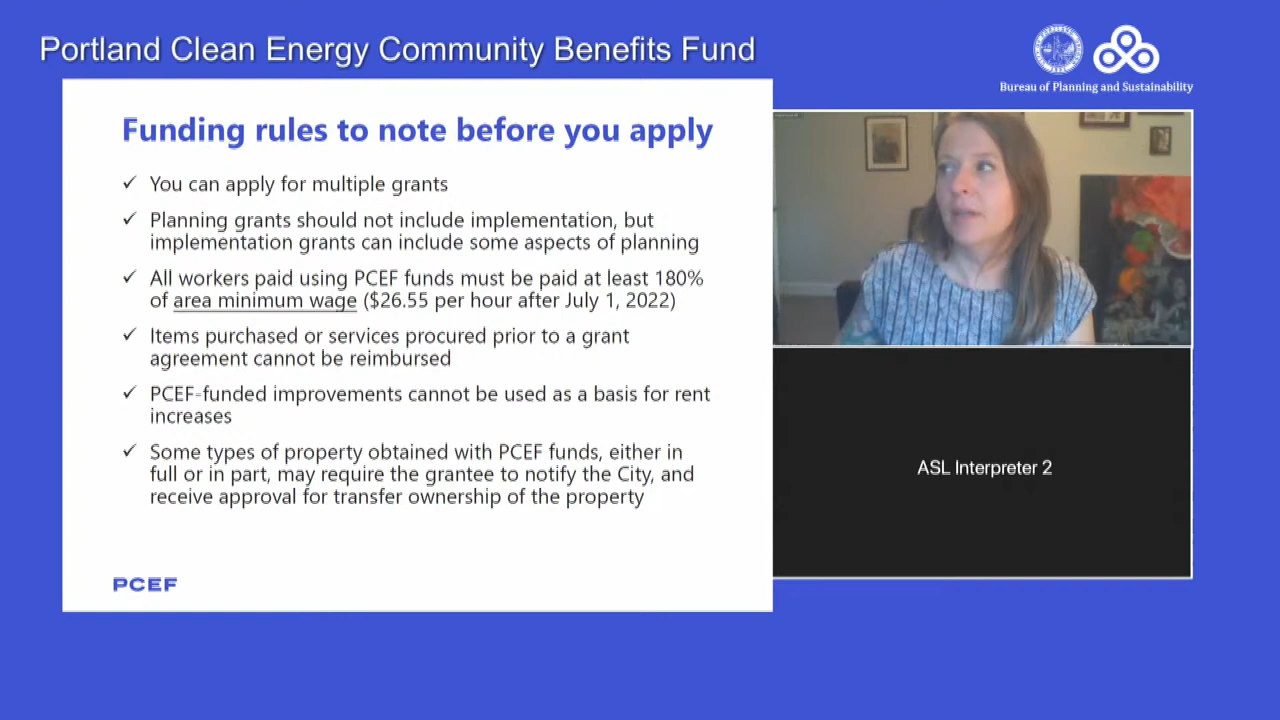 Portland Clean Energy Community Benefits Fund
Bureau of Planning and Sustainability
Funding rules to note before you apply
✓ You can apply for multiple grants
✓ Planning grants should not include implementation, but
implementation grants can include some aspects of planning
✓ All workers paid using PCEF funds must be paid at least 180%
of area minimum wage ($26.55 per hour after July 1, 2022)
✓ Items purchased or services procured prior to a grant
agreement cannot be reimbursed
✓ PCEF-funded improvements cannot be used as a basis for rent
increases
✓ Some types of property obtained with PCEF funds, either in
full or in part, may require the grantee to notify the City, and
receive approval for transfer ownership of the property
PCEF
ASL Interpreter 2